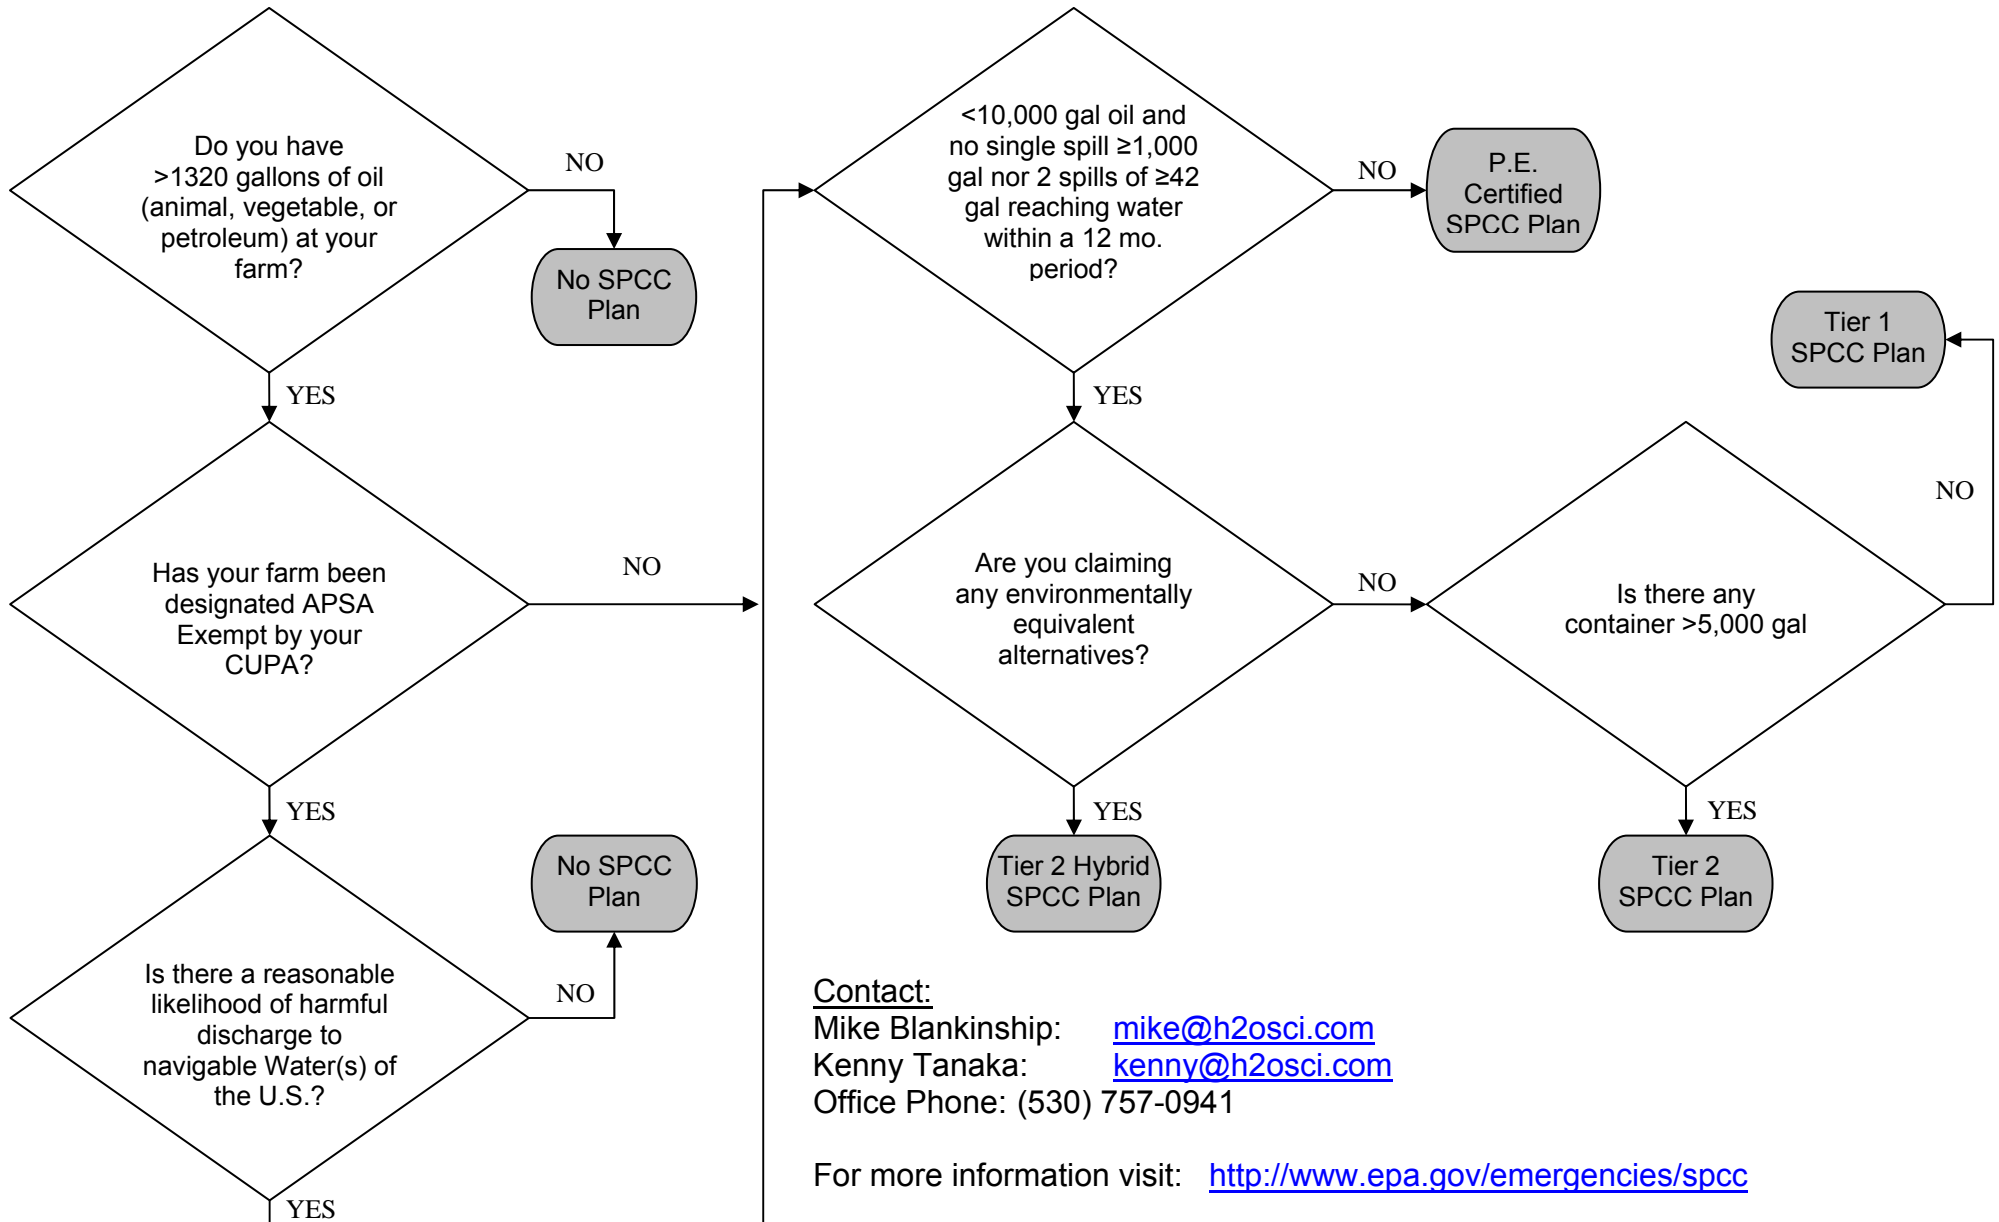 Do you have
>1320 gallons of oil
(animal, vegetable, or
petroleum) at your
farm?
NO
No SPCC
Plan
YES
Has your farm been
designated APSA
Exempt by your
CUPA?
NO
YES
Is there a reasonable
likelihood of harmful
discharge to
navigable Water(s) of
the U.S.?
NO
No SPCC
Plan
YES
<10,000 gal oil and
no single spill ≥1,000
gal nor 2 spills of ≥42
gal reaching water
within a 12 mo.
period?
NO
P.E.
Certified
SPCC Plan
YES
Are you claiming
any environmentally
equivalent
alternatives?
NO
YES
Tier 2 Hybrid
SPCC Plan
Is there any
container >5,000 gal
NO
Tier 1
SPCC Plan
YES
Tier 2
SPCC Plan
Contact:
Mike Blankinship: mike@h2osci.com
Kenny Tanaka: kenny@h2osci.com
Office Phone: (530) 757-0941
For more information visit: http://www.epa.gov/emergencies/spcc